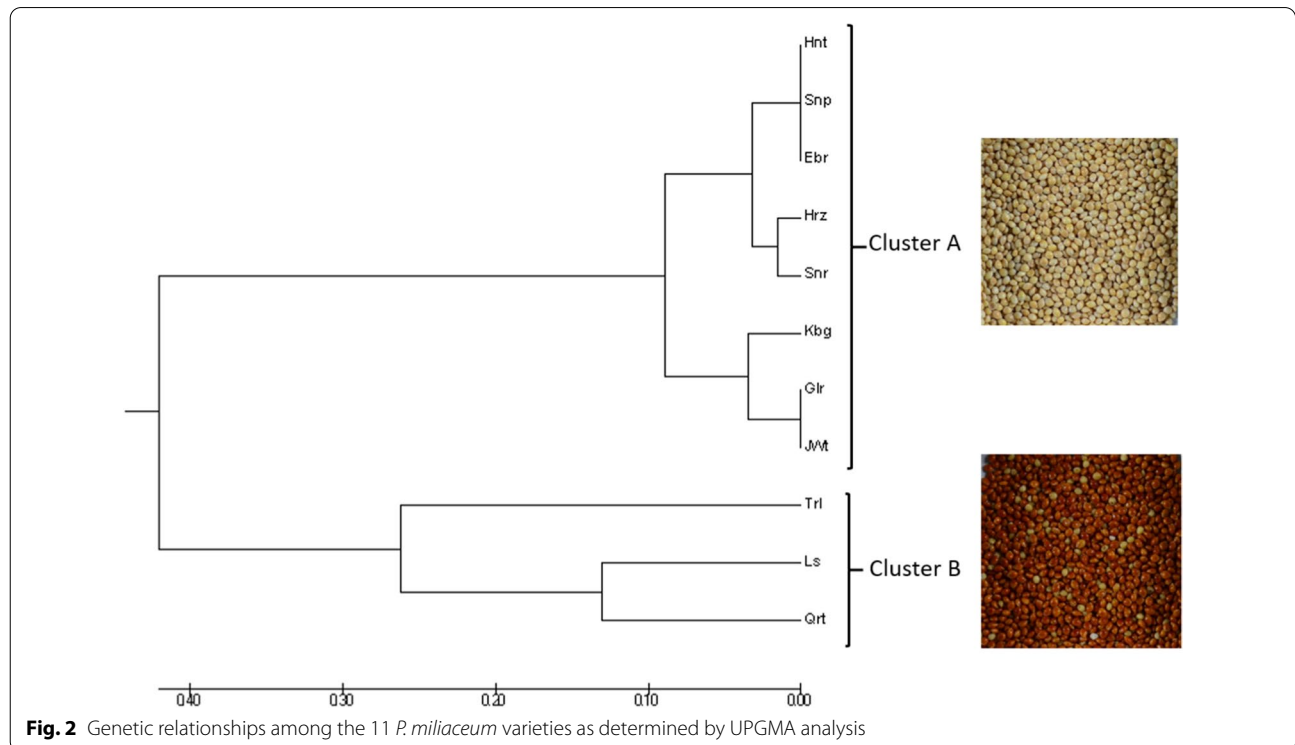 Hnt
Snp
Ebr
Hrz
Snr
Kbg
Glr
JWt
Trl
Ls
Qrt
Cluster A
Cluster B
0.40 0.30 0.20 0.10 0.00
Fig. 2 Genetic relationships among the 11 P. miliaceum varieties as determined by UPGMA analysis